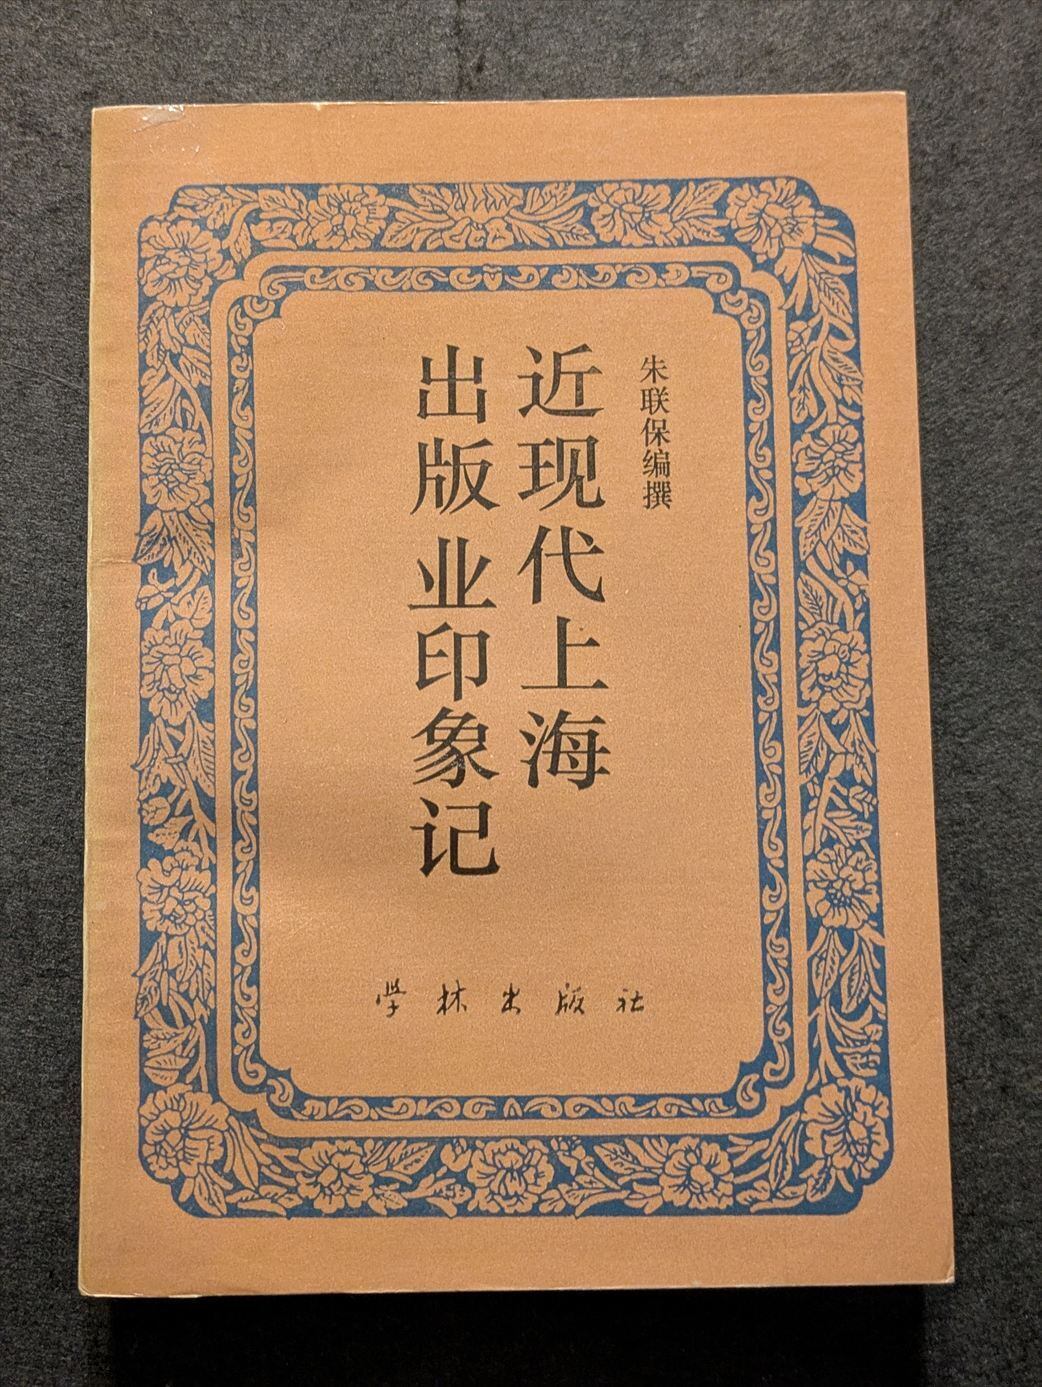 朱联保编撰
近现代上海
出版业印象记
学林出版社